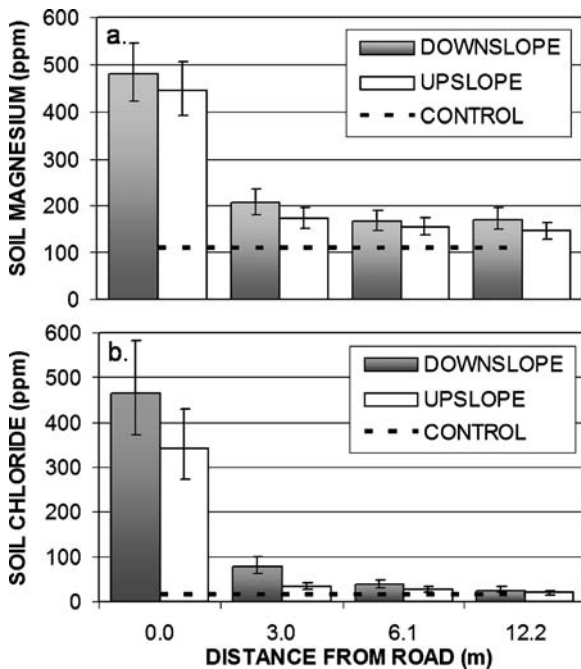 SOIL MAGNESIUM (ppm)
600
500
400
300
200
100
0
a.
DOWNSLOPE
UPSLOPE
CONTROL
SOIL CHLORIDE (ppm)
600
500
400
300
200
100
0
b.
DOWNSLOPE
UPSLOPE
CONTROL
0.0 3.0 6.1 12.2
DISTANCE FROM ROAD (m)